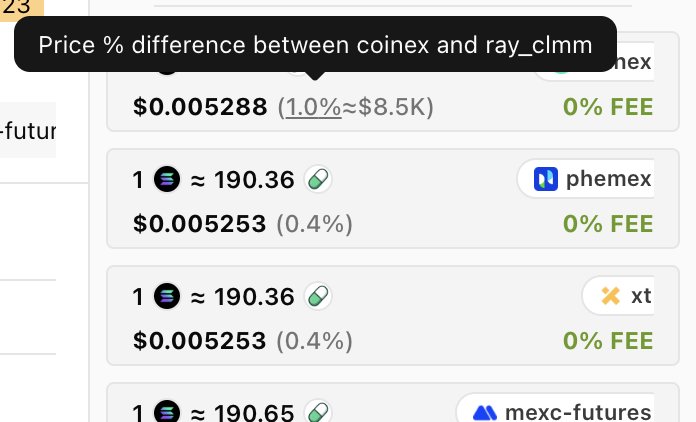 23
Price % difference between coinex and ray_clmm
$0.005288 (1.0%≈$8.5K)
0% FEE
-futur
1 ≈ 190.36
phemex
$0.005253 (0.4%)
0% FEE
1 ≈ 190.36
xt
$0.005253 (0.4%)
0% FEE
1 ≈ 190.65
mexc-futures